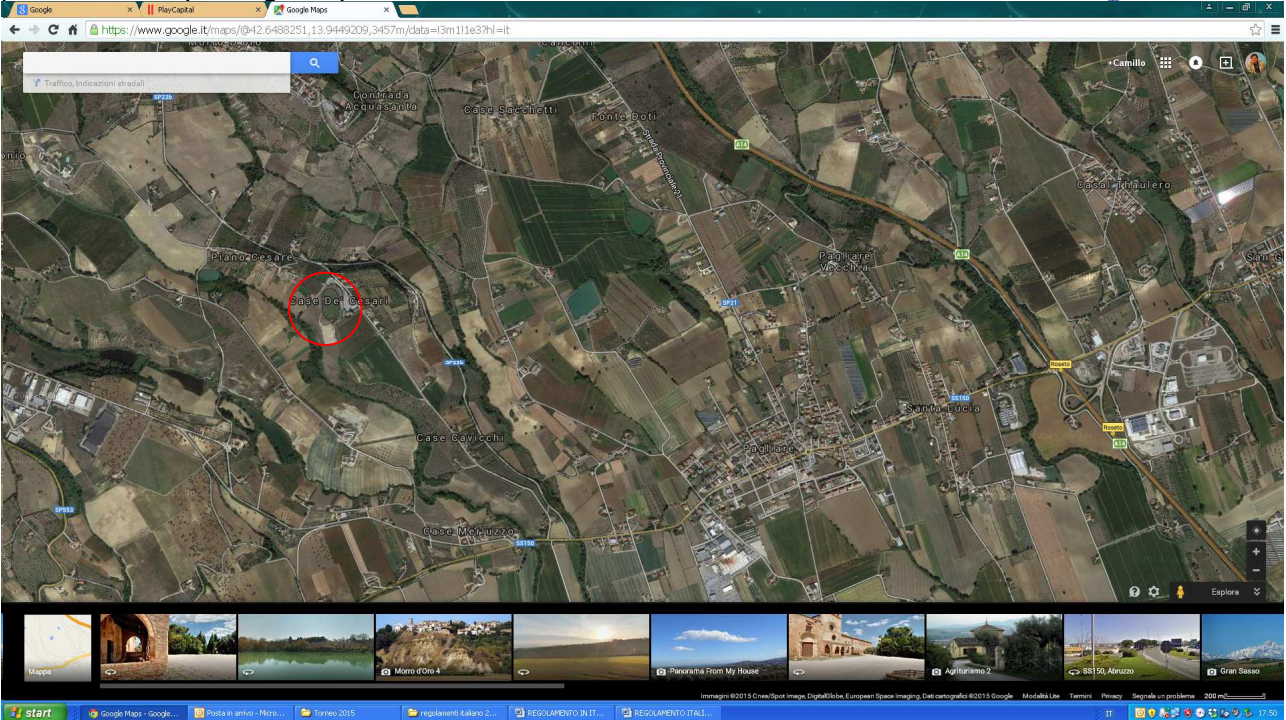 Google
PlayCapital
Google Maps
https://www.google.it/maps/@42.6488251,13.9449209,3457m/data=!3m1!1e3?hl=it
Traffico, Indicazioni stradali
+Camillo
SP22b
Contrada
Acquasanta
Case Sacchetti
Fonte Doti
Strada Provinciale 21
A14
Casal Thaulero
Piano Cesare
Pagliare
Vecchia
A14
Case De Cesari
SP21
SP22b
Roseto
SS150
Santa Lucia
Roseto
A14
Case Cavicchi
Pagliare
SP553
Case Merluzzo
SS150
Esplora
Mappa
Morro d'Oro 4
Panorama From My House
Agriturismo 2
SS150, Abruzzo
Gran Sasso
Immagini ©2015 Cnes/Spot Image, DigitalGlobe, European Space Imaging, Dati cartografici ©2015 Google
Modalità Lite
Termini
Privacy
Segnala un problema
200 m
start
Google Maps - Google...
Posta in arrivo - Micro...
Torneo 2015
regolamenti italiano 2...
REGOLAMENTO IN IT...
REGOLAMENTO ITALI...
IT
17.50